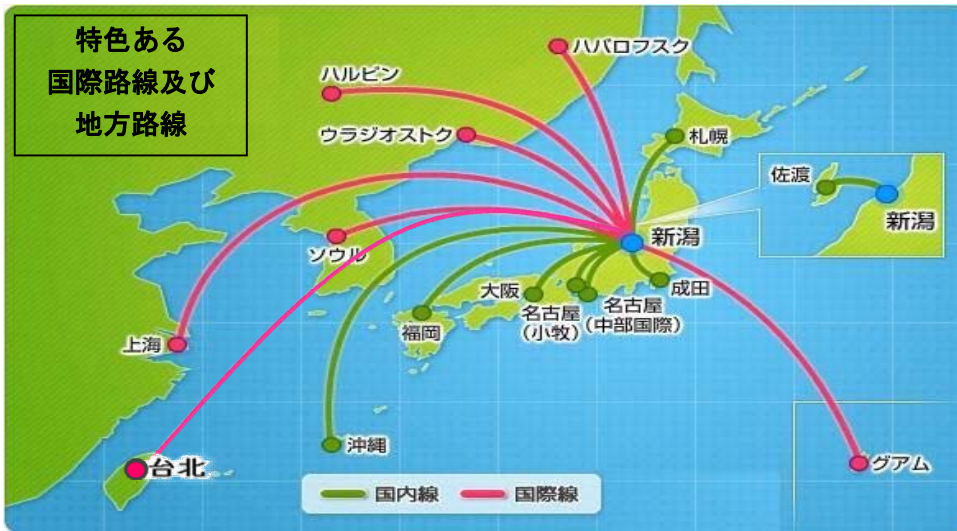 特色ある
国際路線及び
地方路線
ハバロフスク
ハルビン
ウラジオストク
札幌
佐渡
新潟
新潟
ソウル
成田
大阪
名古屋
(小牧)
名古屋
(中部国際)
福岡
上海
沖縄
台北
グアム
国内線
国際線